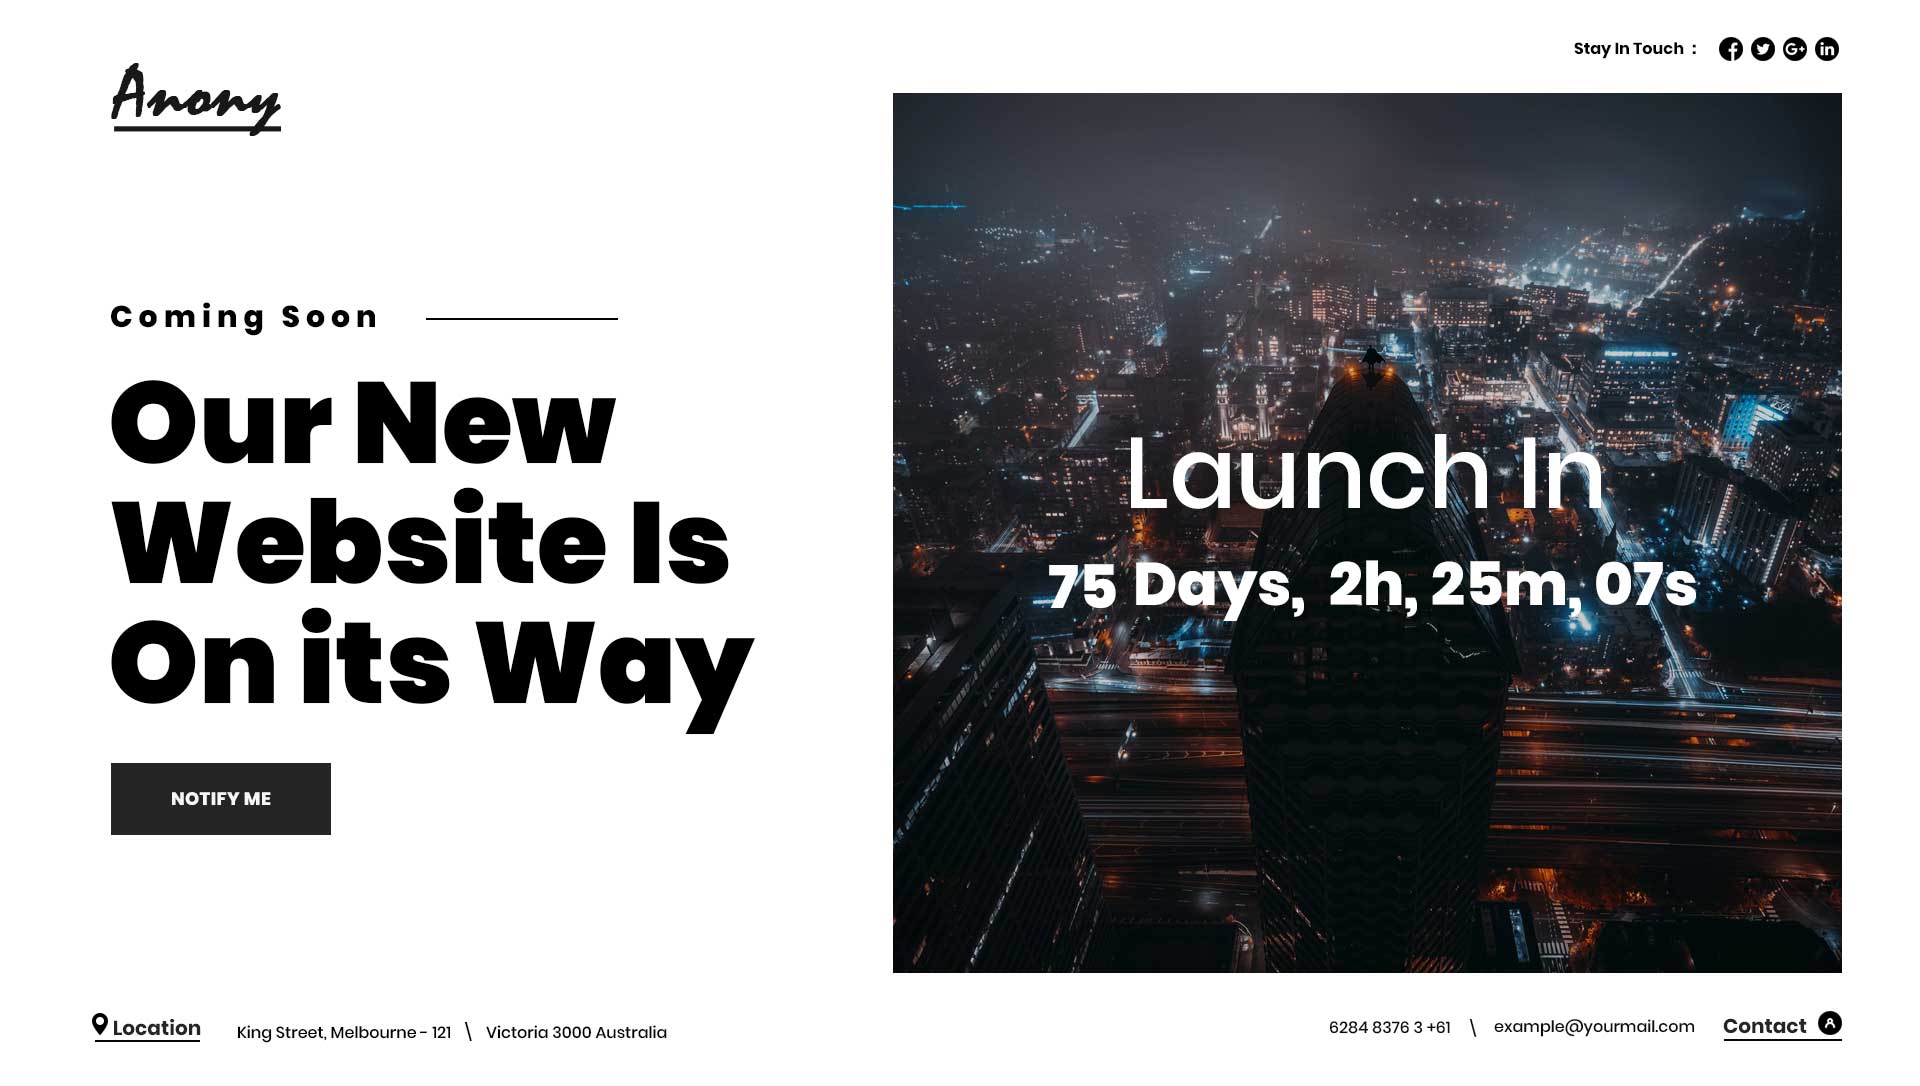 Stay In Touch :
Anony
Coming Soon
Our New
Website Is
On its Way
NOTIFY ME
Launch In
75 Days, 2h, 25m, 07s
Location
King Street, Melbourne - 121 \ Victoria 3000 Australia
6284 8376 3 +61 \ example@yourmail.com
Contact